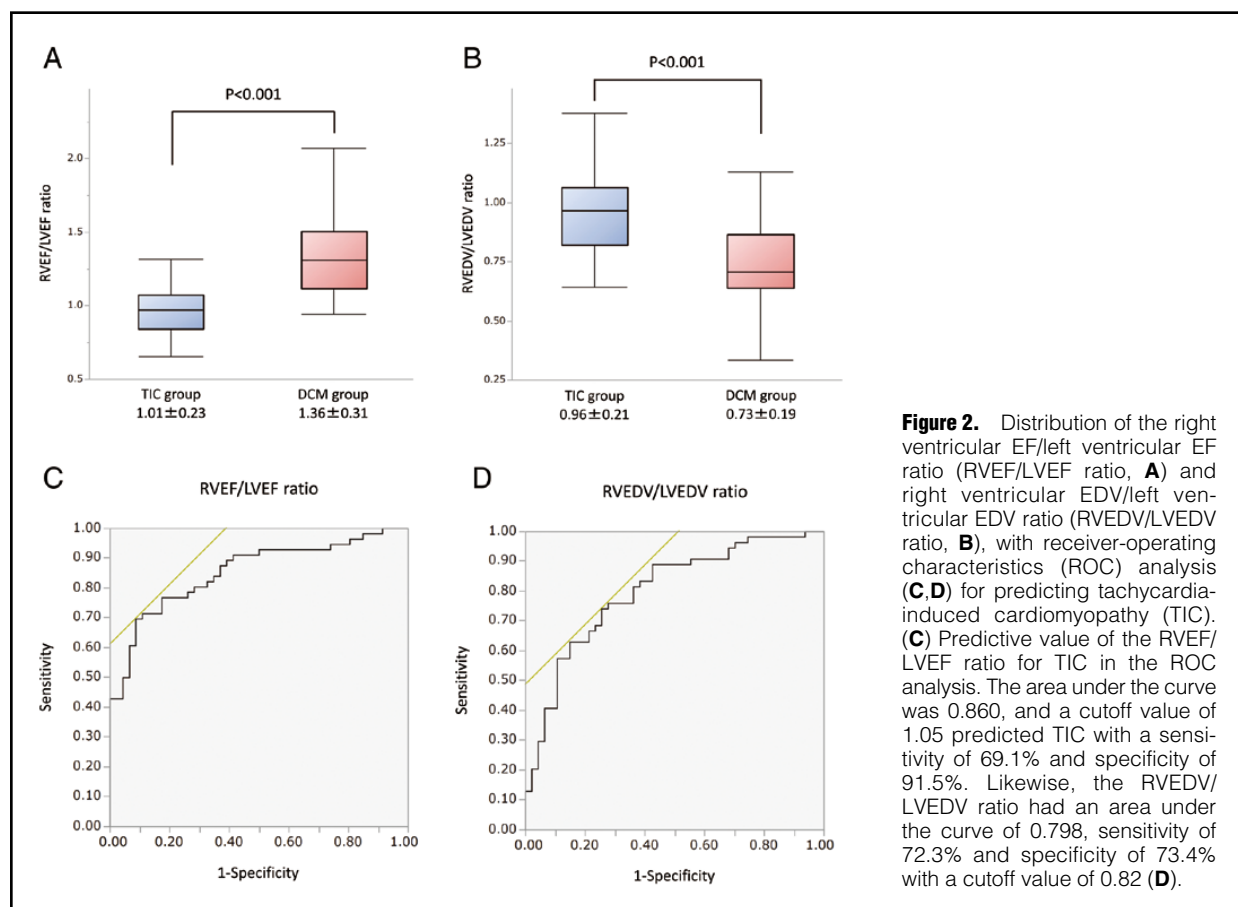 A
P<0.001
RVEF/LVEF ratio
2.0
1.5
1.0
0.5
TIC group
1.01±0.23
DCM group
1.36±0.31
B
P<0.001
RVEDV/LVEDV ratio
1.25
1.00
0.75
0.50
0.25
TIC group
0.96±0.21
DCM group
0.73±0.19
C
RVEF/LVEF ratio
Sensitivity
1.00
0.90
0.80
0.70
0.60
0.50
0.40
0.30
0.20
0.10
0.00
0.00 0.20 0.40 0.60 0.80 1.00
1-Specificity
D
RVEDV/LVEDV ratio
Sensitivity
1.00
0.90
0.80
0.70
0.60
0.50
0.40
0.30
0.20
0.10
0.00
0.00 0.20 0.40 0.60 0.80 1.00
1-Specificity
Figure 2. Distribution of the right
ventricular EF/left ventricular EF
ratio (RVEF/LVEF ratio, A) and
right ventricular EDV/left ven-
tricular EDV ratio (RVEDV/LVEDV
ratio, B), with receiver-operating
characteristics (ROC) analysis
(C,D) for predicting tachycardia-
induced cardiomyopathy (TIC).
(C) Predictive value of the RVEF/
LVEF ratio for TIC in the ROC
analysis. The area under the curve
was 0.860, and a cutoff value of
1.05 predicted TIC with a sensi-
tivity of 69.1% and specificity of
91.5%. Likewise, the RVEDV/
LVEDV ratio had an area under
the curve of 0.798, sensitivity of
72.3% and specificity of 73.4%
with a cutoff value of 0.82 (D).